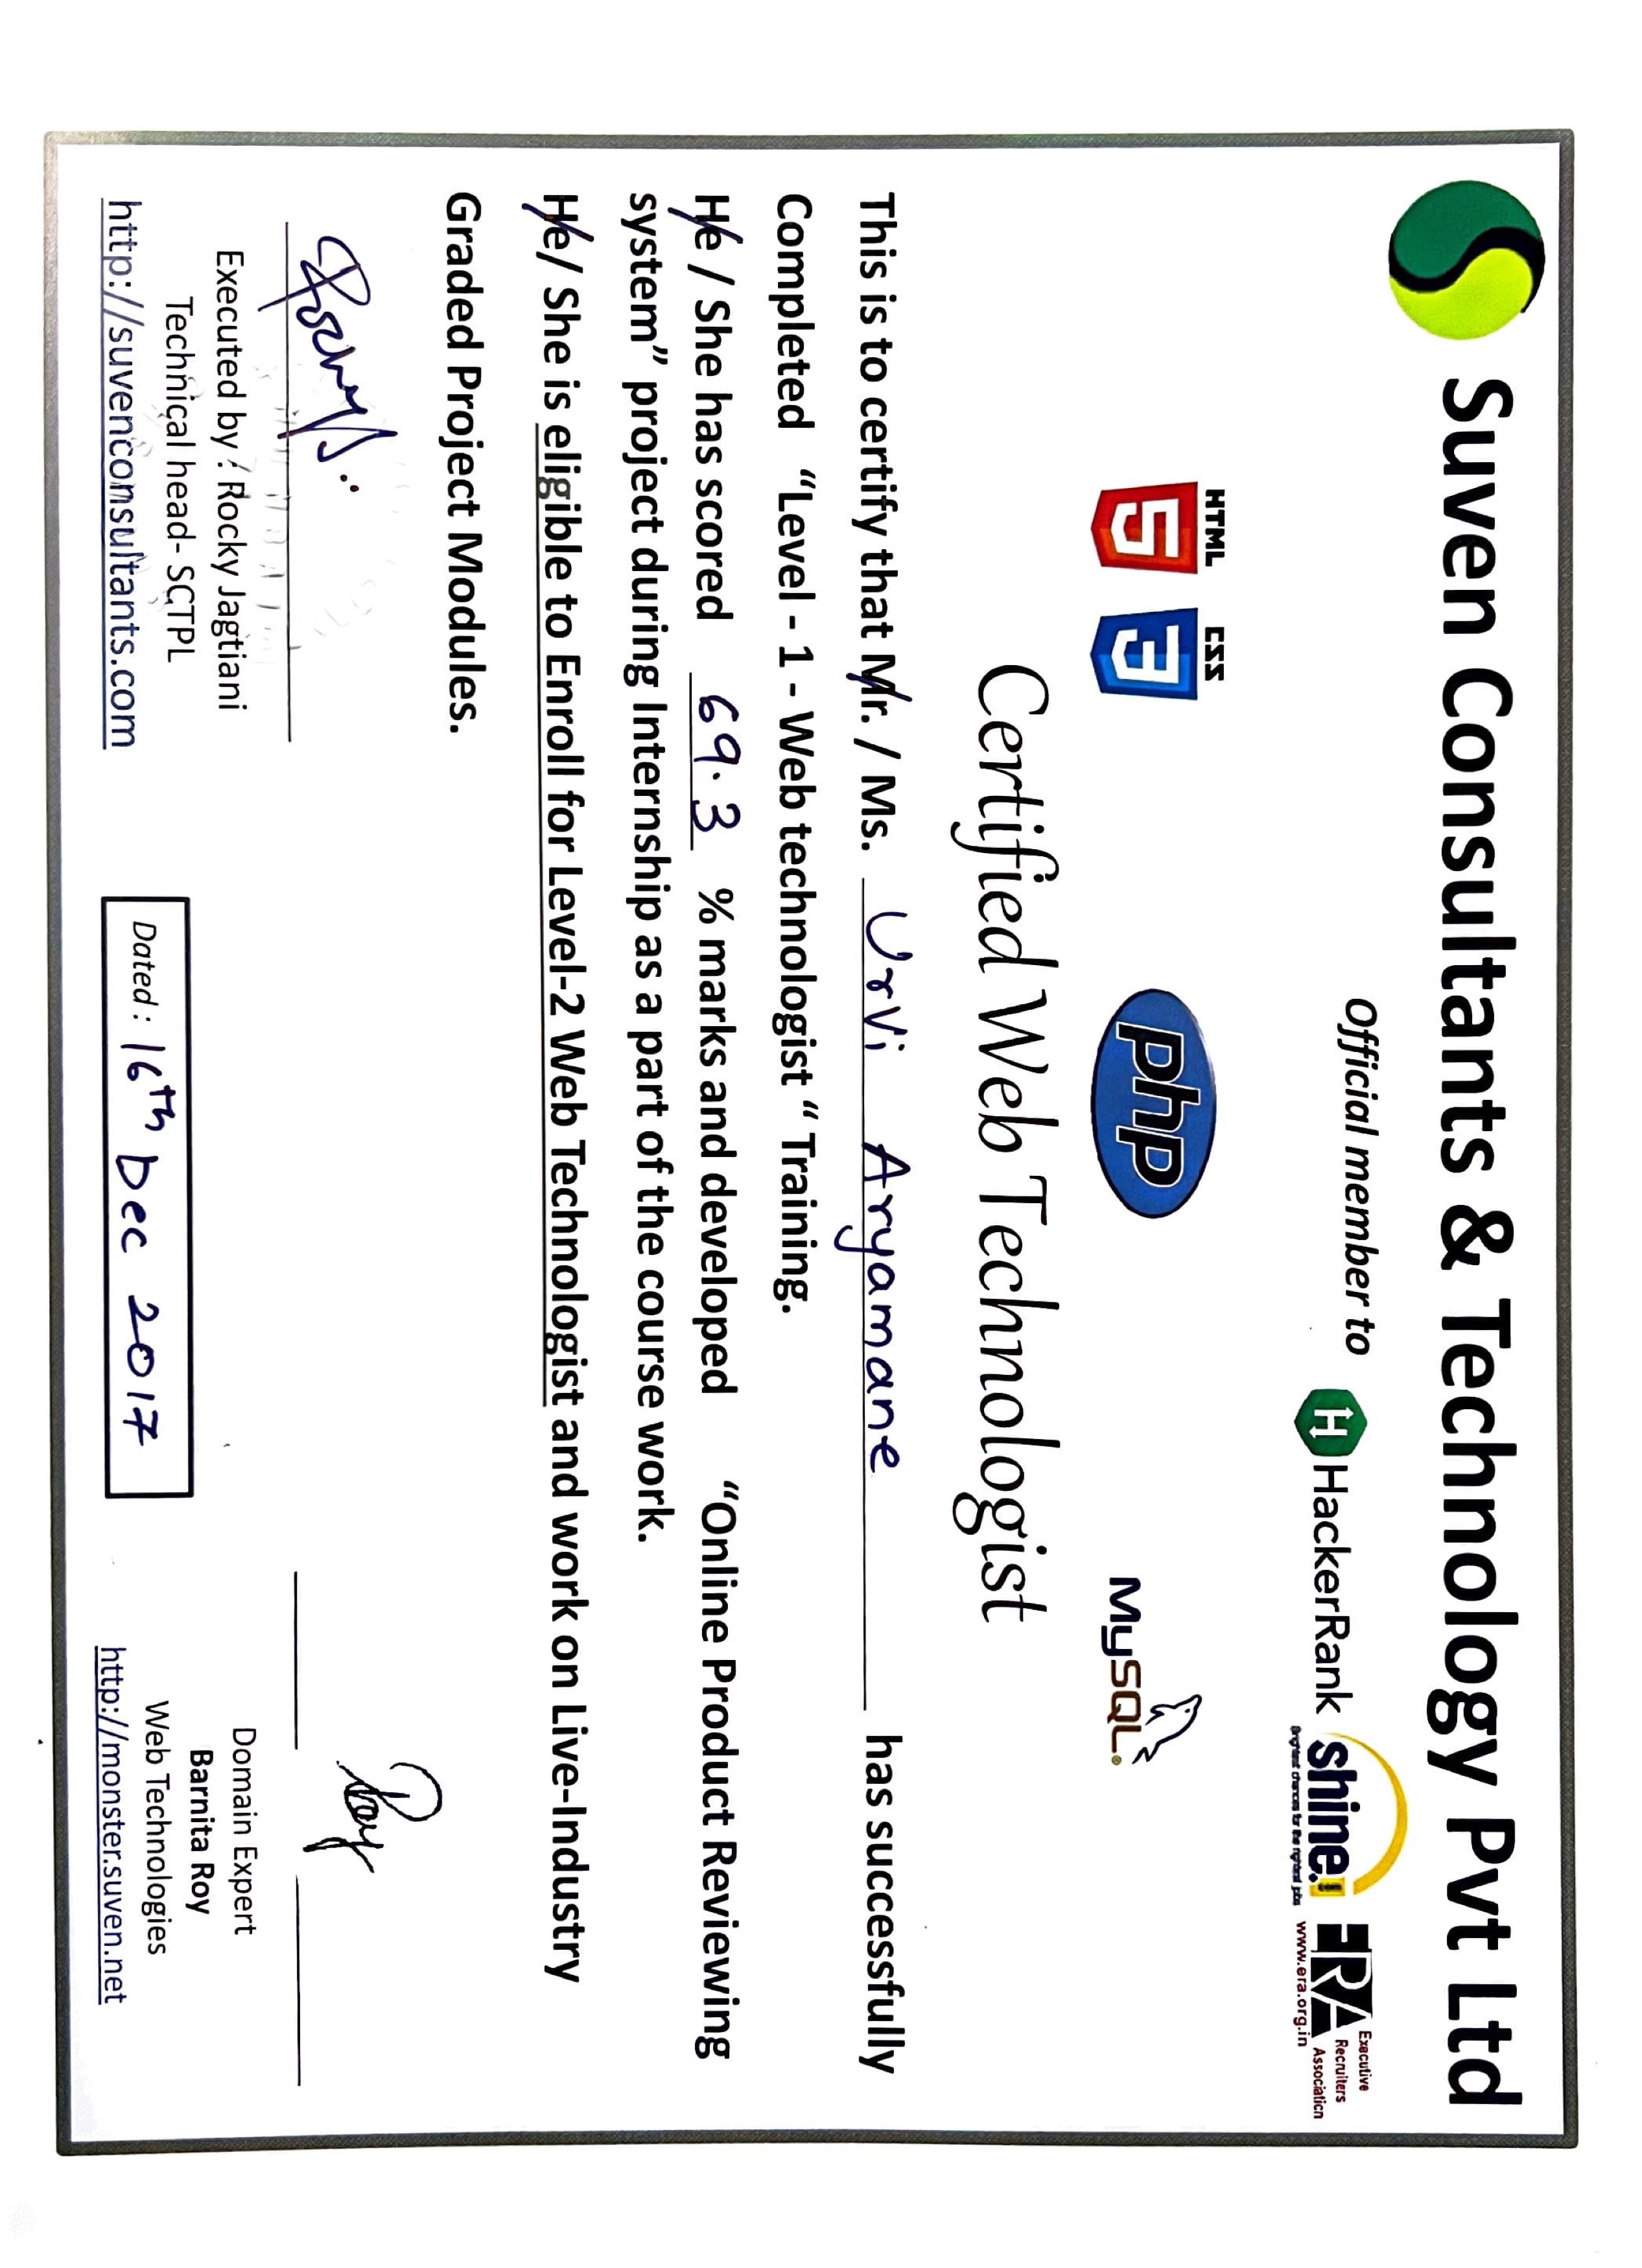 Suven Consultants & Technology Pvt Ltd
Official member to
HackerRank
shine.
Brightest chances for the rightest jobs
ERA
Executive
Recruiters
Association
www.era.org.in
HTML
5
CSS
3
php
MySQL
Certified Web Technologist
This is to certify that Mr. / Ms. Urvi Aryamane has successfully
Completed "Level - 1 - Web technologist " Training.
He / She has scored 69.3 % marks and developed "Online Product Reviewing
system" project during Internship as a part of the course work.
He/ She is eligible to Enroll for Level-2 Web Technologist and work on Live-Industry
Graded Project Modules.
Roy
Executed by : Rocky Jagtiani
Technical head- SCTPL
http://suvenconsultants.com
Dated : 16th Dec 2017
Domain Expert
Barnita Roy
Web Technologies
http://monster.suven.net